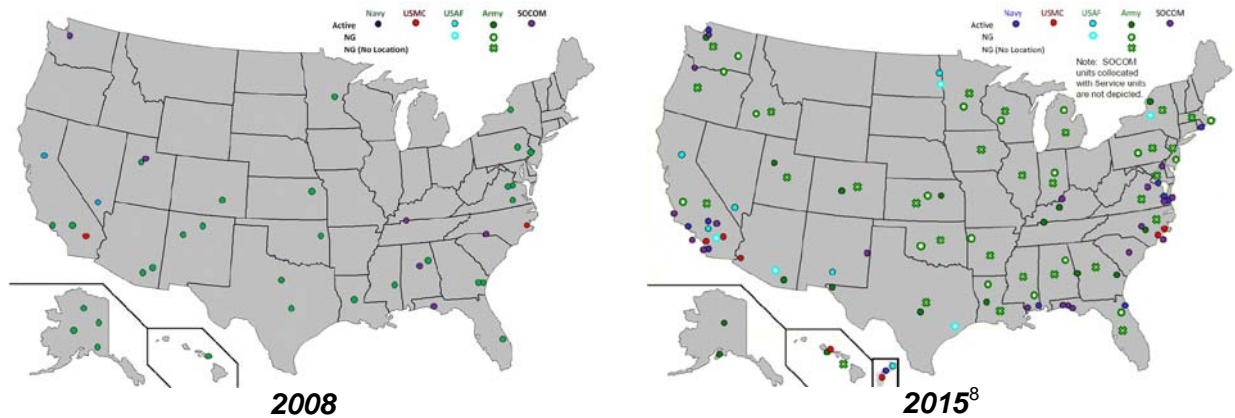 Navy USMC USAF Army SOCOM
Active
NG
NG (No Location)
2008
Navy USMC USAF Army SOCOM
Active
NG
NG (No Location)
Note: SOCOM
units collocated
with Service units
are not depicted.
2015⁸